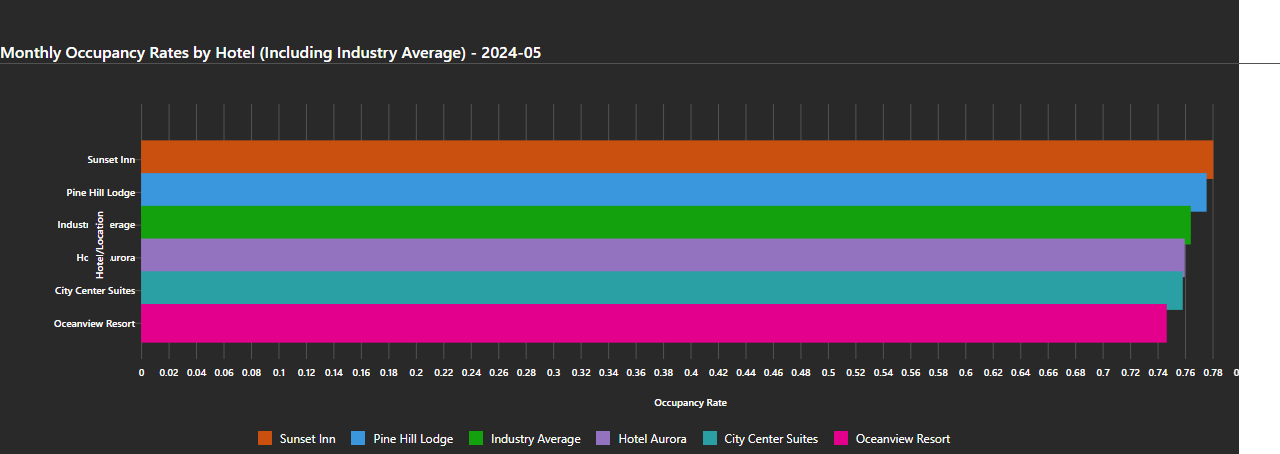 Monthly Occupancy Rates by Hotel (Including Industry Average) - 2024-05
Sunset Inn
Pine Hill Lodge
Indust erage
Ho urora
City Center Suites
Oceanview Resort
Hotel/Location
0 0.02 0.04 0.06 0.08 0.1 0.12 0.14 0.16 0.18 0.2 0.22 0.24 0.26 0.28 0.3 0.32 0.34 0.36 0.38 0.4 0.42 0.44 0.46 0.48 0.5 0.52 0.54 0.56 0.58 0.6 0.62 0.64 0.66 0.68 0.7 0.72 0.74 0.76 0.78
Occupancy Rate
Sunset Inn Pine Hill Lodge Industry Average Hotel Aurora City Center Suites Oceanview Resort